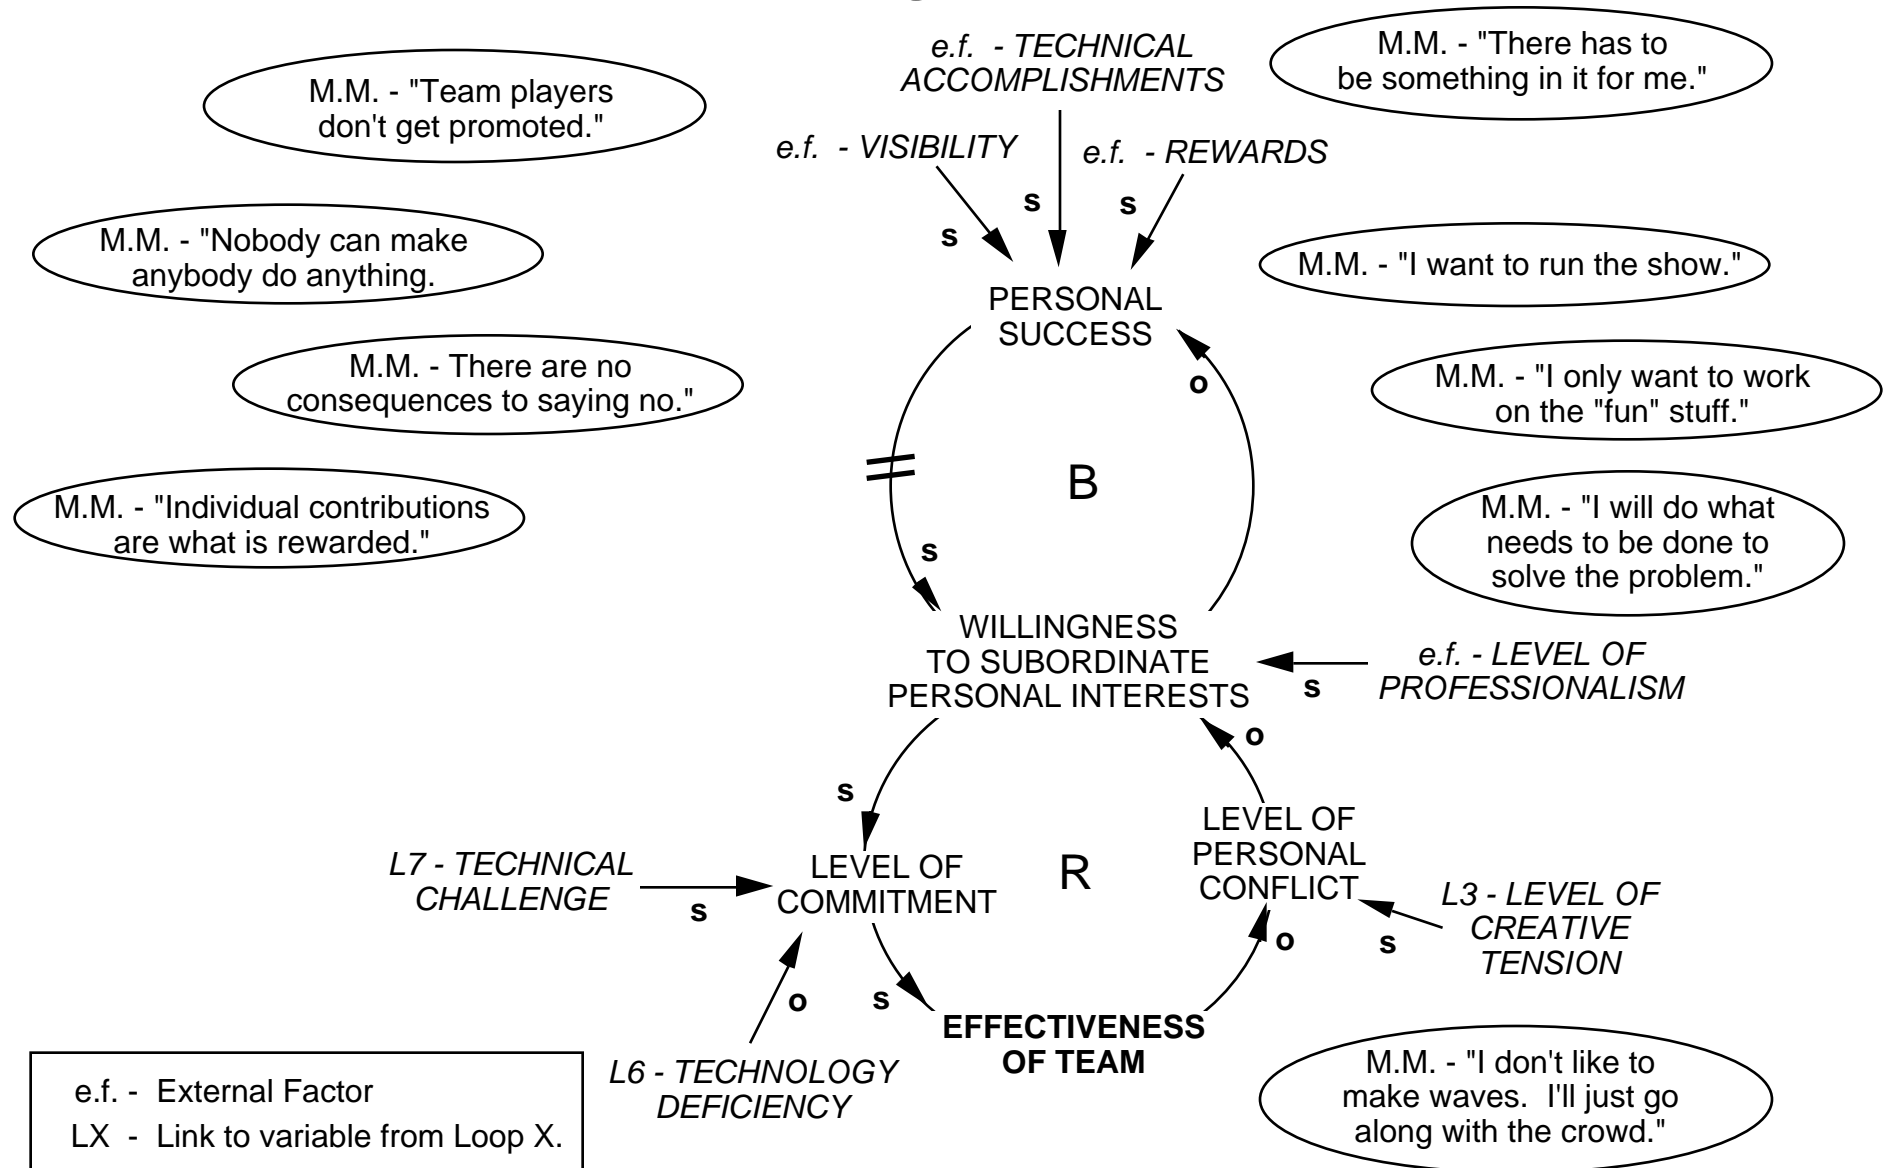 e.f. - TECHNICAL
ACCOMPLISHMENTS
M.M. - "There has to
be something in it for me."
M.M. - "Team players
don't get promoted."
e.f. - VISIBILITY
e.f. - REWARDS
s
s
s
M.M. - "Nobody can make
anybody do anything.
M.M. - "I want to run the show."
PERSONAL
SUCCESS
M.M. - There are no
consequences to saying no."
o
M.M. - "I only want to work
on the "fun" stuff."
B
M.M. - "Individual contributions
are what is rewarded."
s
M.M. - "I will do what
needs to be done to
solve the problem."
WILLINGNESS
TO SUBORDINATE
PERSONAL INTERESTS
s
e.f. - LEVEL OF
PROFESSIONALISM
o
s
LEVEL OF
PERSONAL
CONFLICT
L7 - TECHNICAL
CHALLENGE
s
LEVEL OF
COMMITMENT
R
L3 - LEVEL OF
CREATIVE
TENSION
s
o
o
s
EFFECTIVENESS
OF TEAM
L6 - TECHNOLOGY
DEFICIENCY
M.M. - "I don't like to
make waves. I'll just go
along with the crowd."
e.f. - External Factor
LX - Link to variable from Loop X.